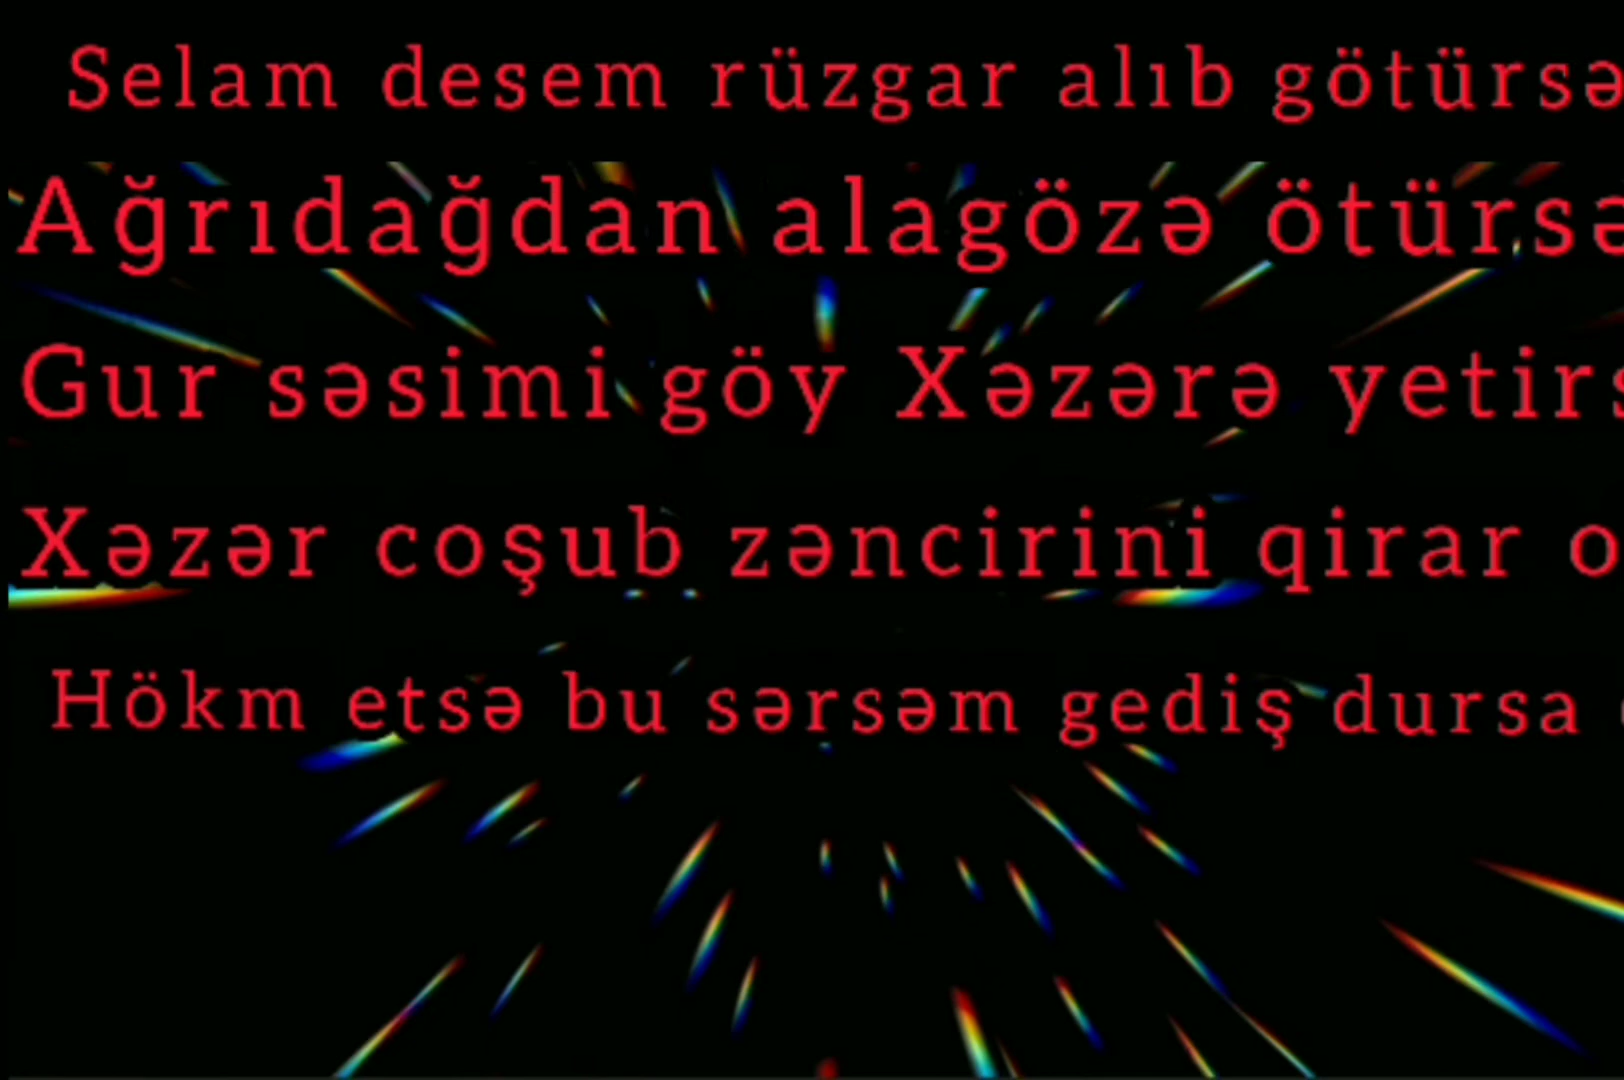 Selam desem rüzgar alıb götürsə
Ağrıdağdan alagözə ötürsə
Gur səsimi göy Xəzərə yetirs
Xəzər coşub zəncirini qirar o
Hökm etsə bu sərsəm gediş dursa